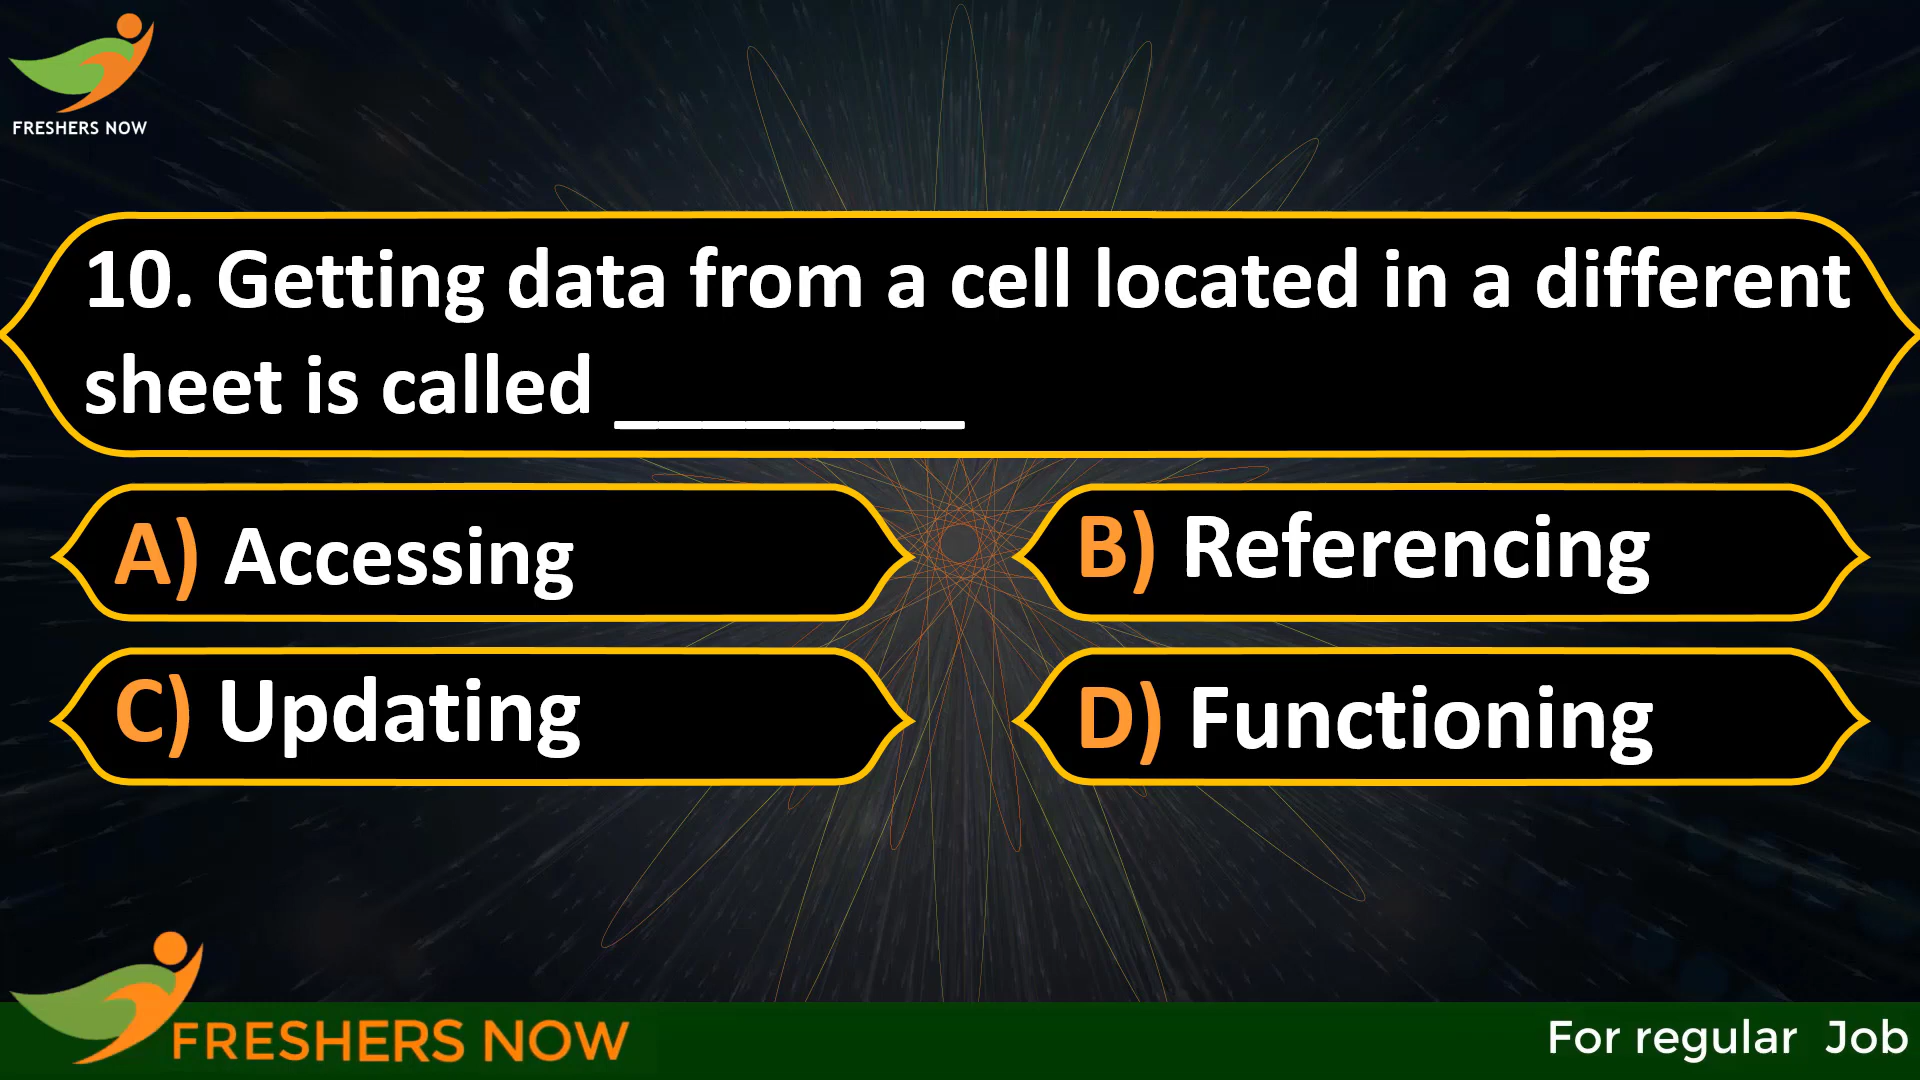 FRESHERS NOW
10. Getting data from a cell located in a different
sheet is called ________
A) Accessing
B) Referencing
C) Updating
D) Functioning
FRESHERS NOW
For regular Job